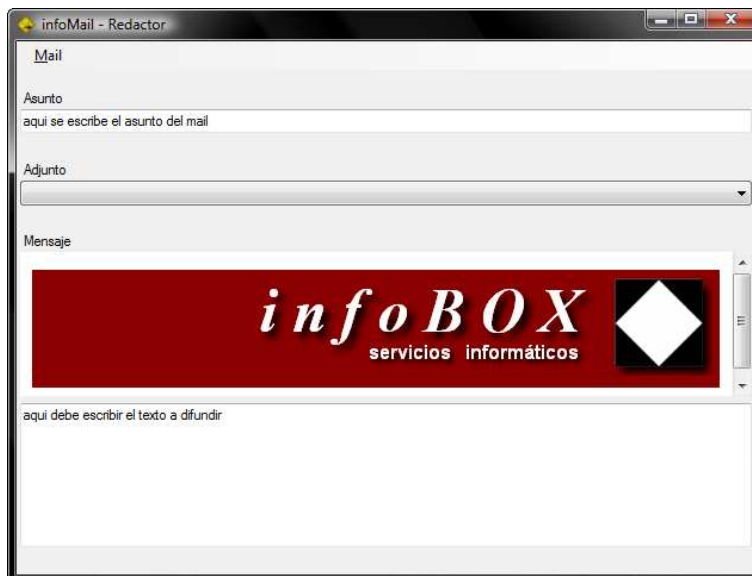 infoMail - Redactor
Mail
Asunto
aqui se escribe el asunto del mail
Adjunto
Mensaje
infoBOX
servicios informáticos
aqui debe escribir el texto a difundir